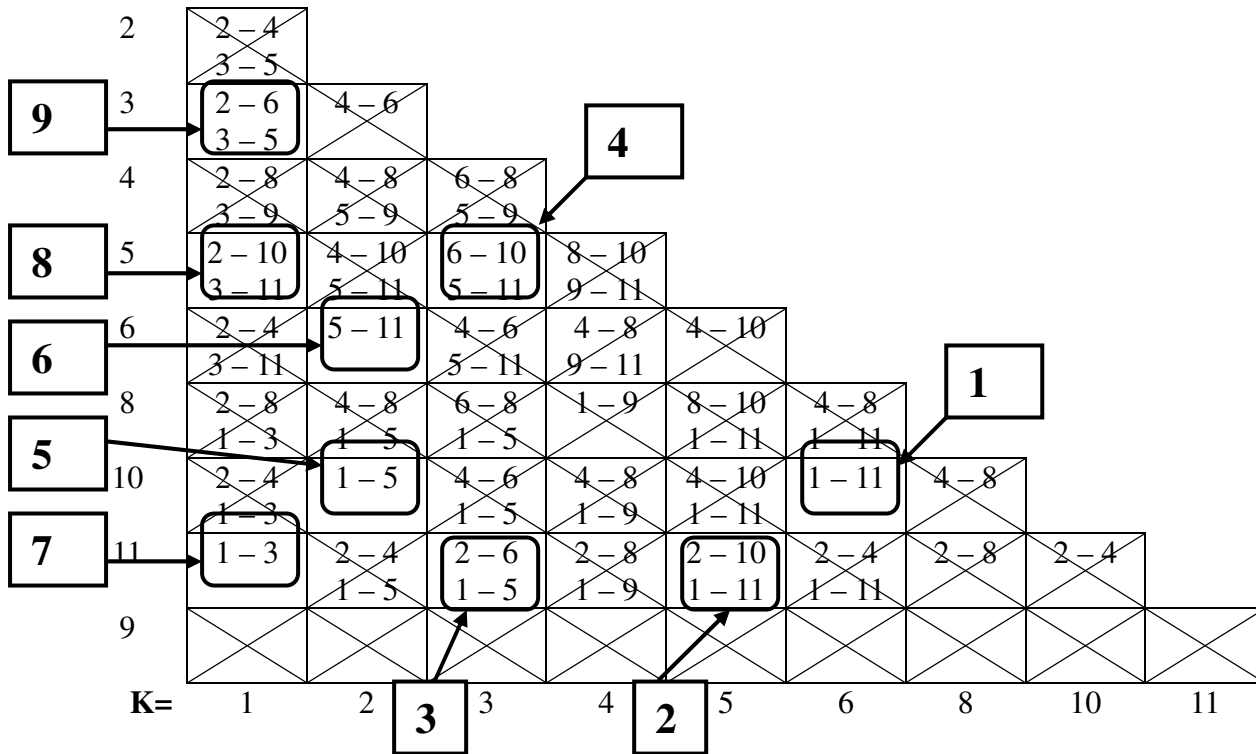 2 2 – 4
3 – 5
9 3 2 – 6 4 – 6
3 – 5
4
4 2 – 8 4 – 8 6 – 8
3 – 9 5 – 9 5 – 9
8 5 2 – 10 4 – 10 6 – 10 8 – 10
3 – 11 5 – 11 5 – 11 9 – 11
6 6 2 – 4 5 – 11 4 – 6 4 – 8 4 – 10
3 – 11 5 – 11 9 – 11
1
8 2 – 8 4 – 8 6 – 8 1 – 9 8 – 10 4 – 8
5 1 – 3 1 – 5 1 – 5 1 – 11 1 – 11
10 2 – 4 1 – 5 4 – 6 4 – 8 4 – 10 1 – 11 4 – 8
1 – 3 1 – 5 1 – 9 1 – 11
7 11 1 – 3 2 – 4 2 – 6 2 – 8 2 – 10 2 – 4 2 – 8 2 – 4
1 – 5 1 – 5 1 – 9 1 – 11 1 – 11
9
K= 1 2 3 4 5 6 8 10 11
3 2